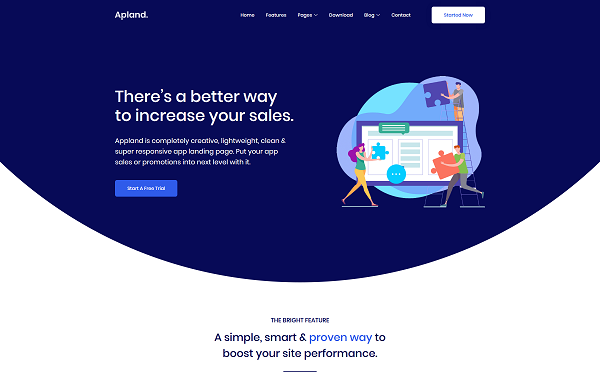 Apland.
Home Features Pages Download Blog Contact Started Now
There's a better way
to increase your sales.
Appland is completely creative, lightweight, clean &
super responsive app landing page. Put your app
sales or promotions into next level with it.
Start A Free Trial
THE BRIGHT FEATURE
A simple, smart & proven way to
boost your site performance.